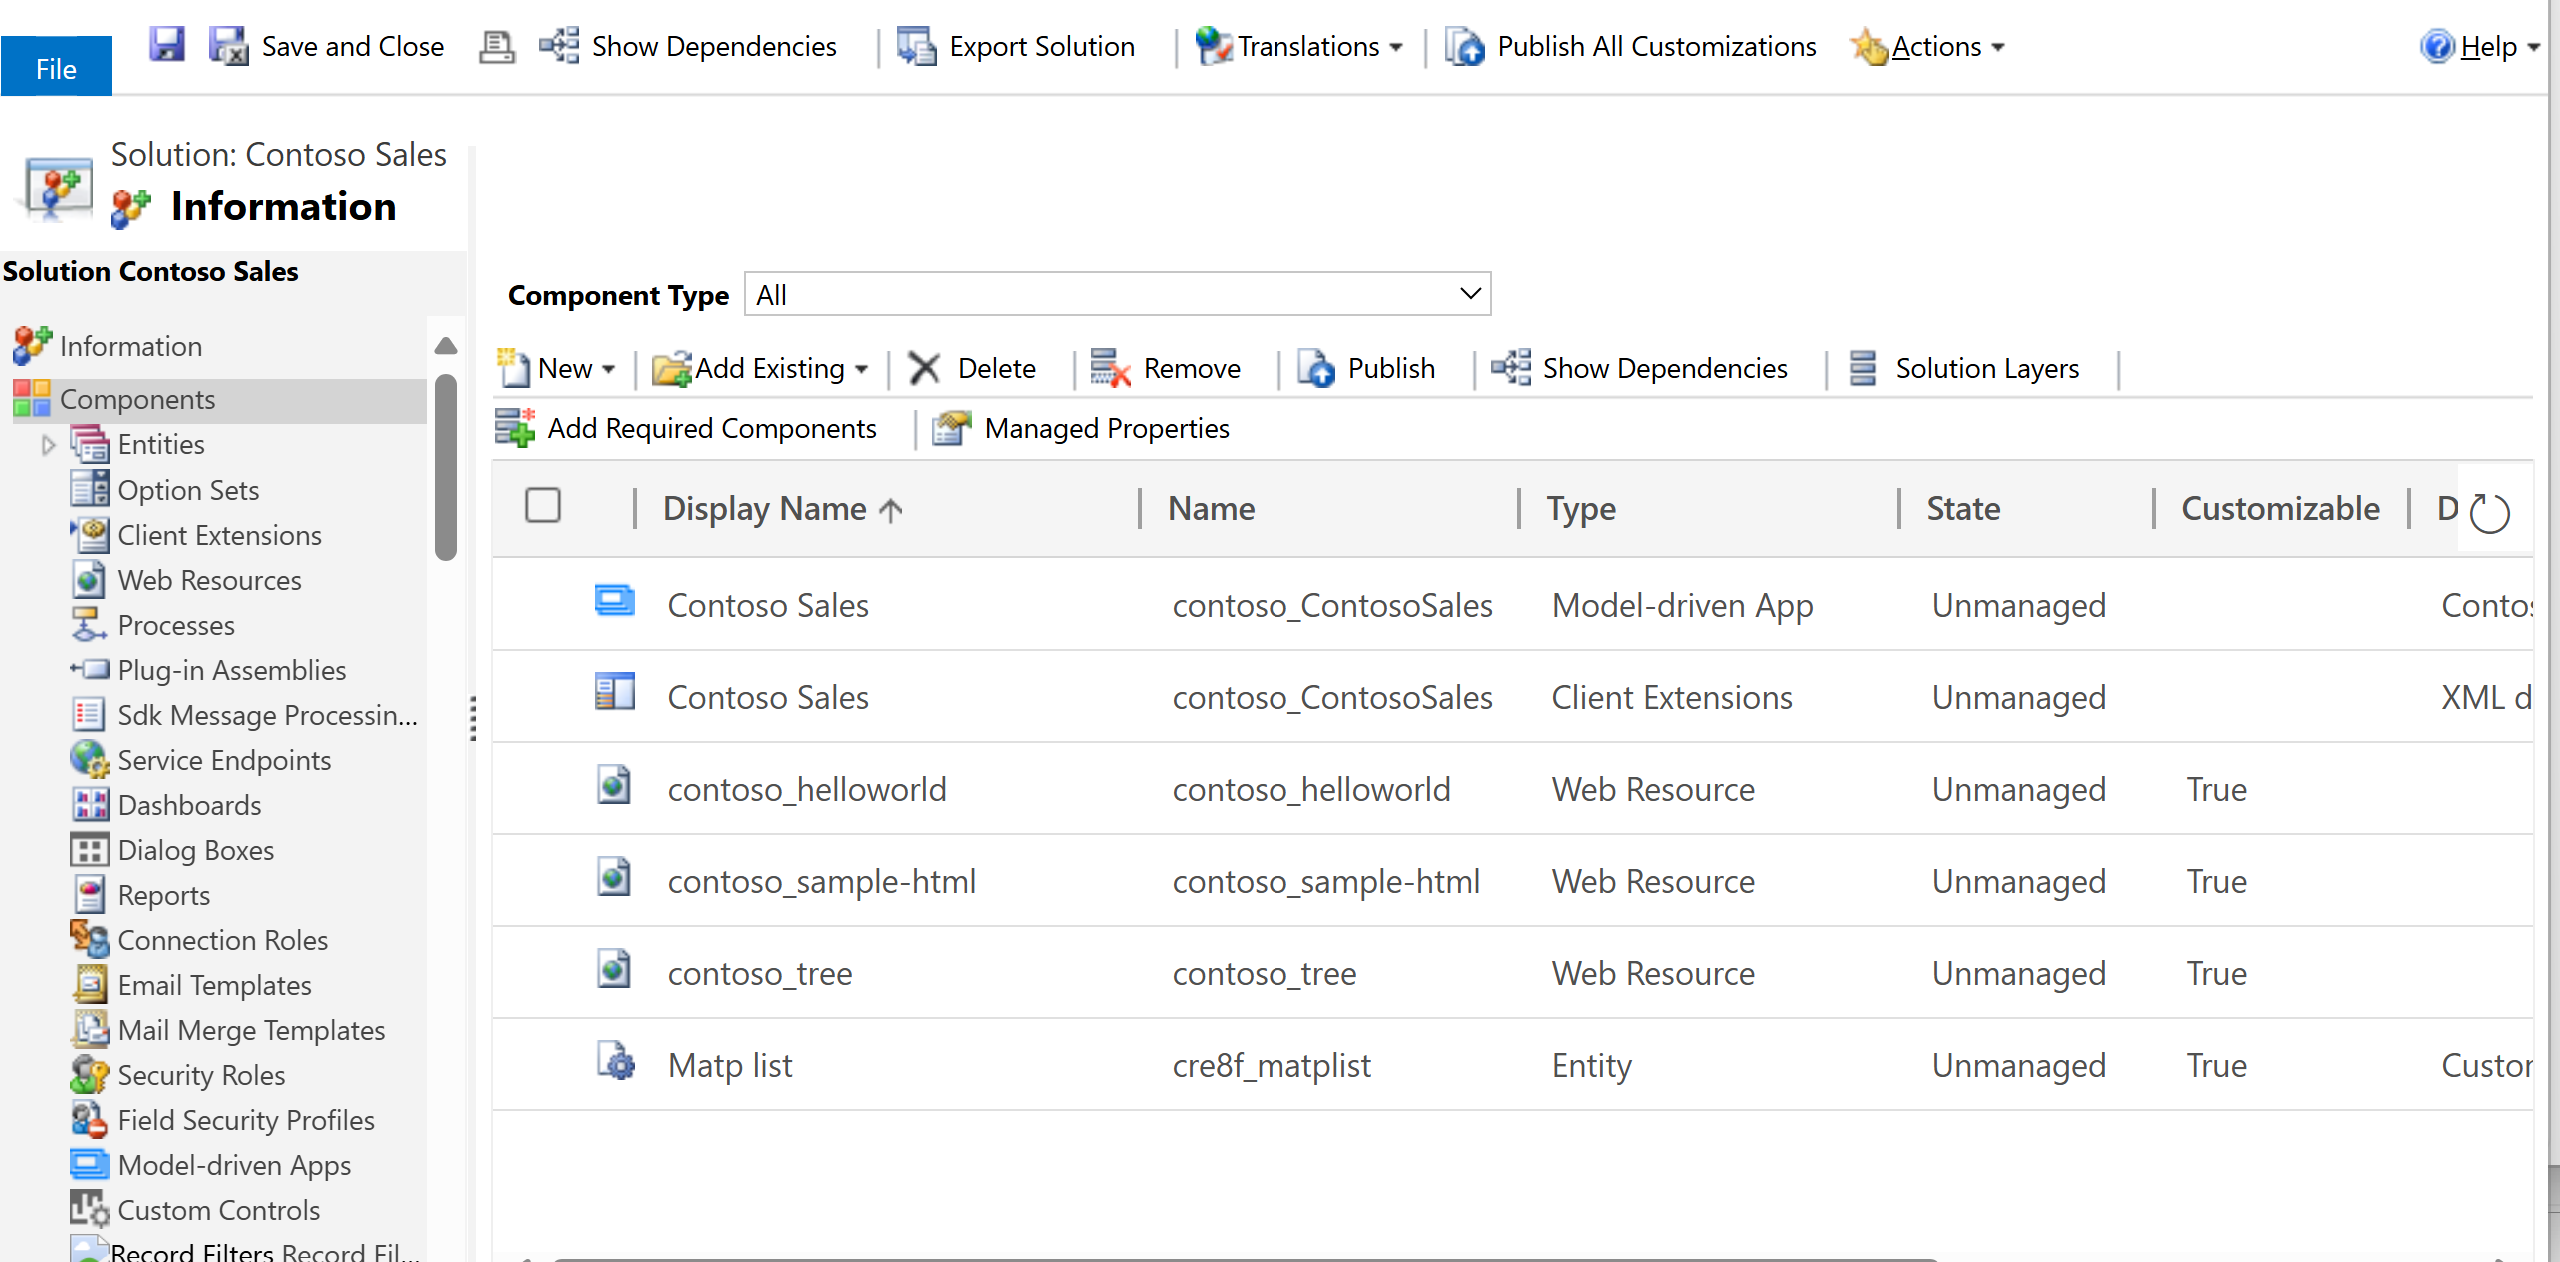 File Save and Close Show Dependencies Export Solution Translations Publish All Customizations Actions Help
Solution: Contoso Sales
Information
Solution Contoso Sales
Information
Components
Entities
Option Sets
Client Extensions
Web Resources
Processes
Plug-in Assemblies
Sdk Message Processin...
Service Endpoints
Dashboards
Dialog Boxes
Reports
Connection Roles
Email Templates
Mail Merge Templates
Security Roles
Field Security Profiles
Model-driven Apps
Custom Controls
Record Filters Record Fil...
Component Type All
New Add Existing Delete Remove Publish Show Dependencies Solution Layers
Add Required Components Managed Properties
Display Name Name Type State Customizable D
Contoso Sales contoso_ContosoSales Model-driven App Unmanaged Contos
Contoso Sales contoso_ContosoSales Client Extensions Unmanaged XML d
contoso_helloworld contoso_helloworld Web Resource Unmanaged True
contoso_sample-html contoso_sample-html Web Resource Unmanaged True
contoso_tree contoso_tree Web Resource Unmanaged True
Matp list cre8f_matplist Entity Unmanaged True Custor